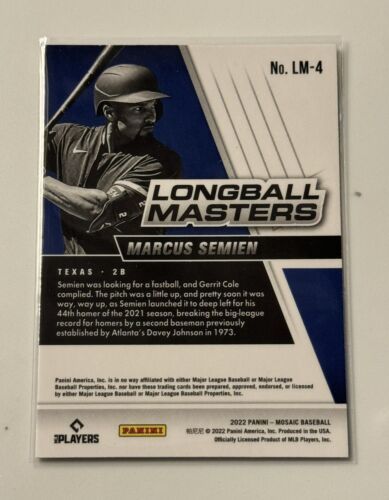 No. LM-4
LONGBALL
MASTERS
MARCUS SEMIEN
TEXAS · 2B
Semien was looking for a fastball, and Gerrit Cole
complied. The pitch was a little up, and pretty soon it was
way, way up, as Semien launched it to deep left for his
44th homer of the 2021 season, breaking the big-league
record for homers by a second baseman previously
established by Atlanta's Davey Johnson in 1973.
Panini America, Inc. is in no way affiliated with either Major League Baseball or Major League
Baseball Properties, Inc. nor have these trading cards been prepared, approved, endorsed, or licensed
by either Major League Baseball or Major League Baseball Properties, Inc.
PLAYERS
PANINI
2022 PANINI – MOSAIC BASEBALL
帕尼尼 © 2022 Panini America, Inc. Produced in the USA.
Officially Licensed Product of MLB Players, Inc.